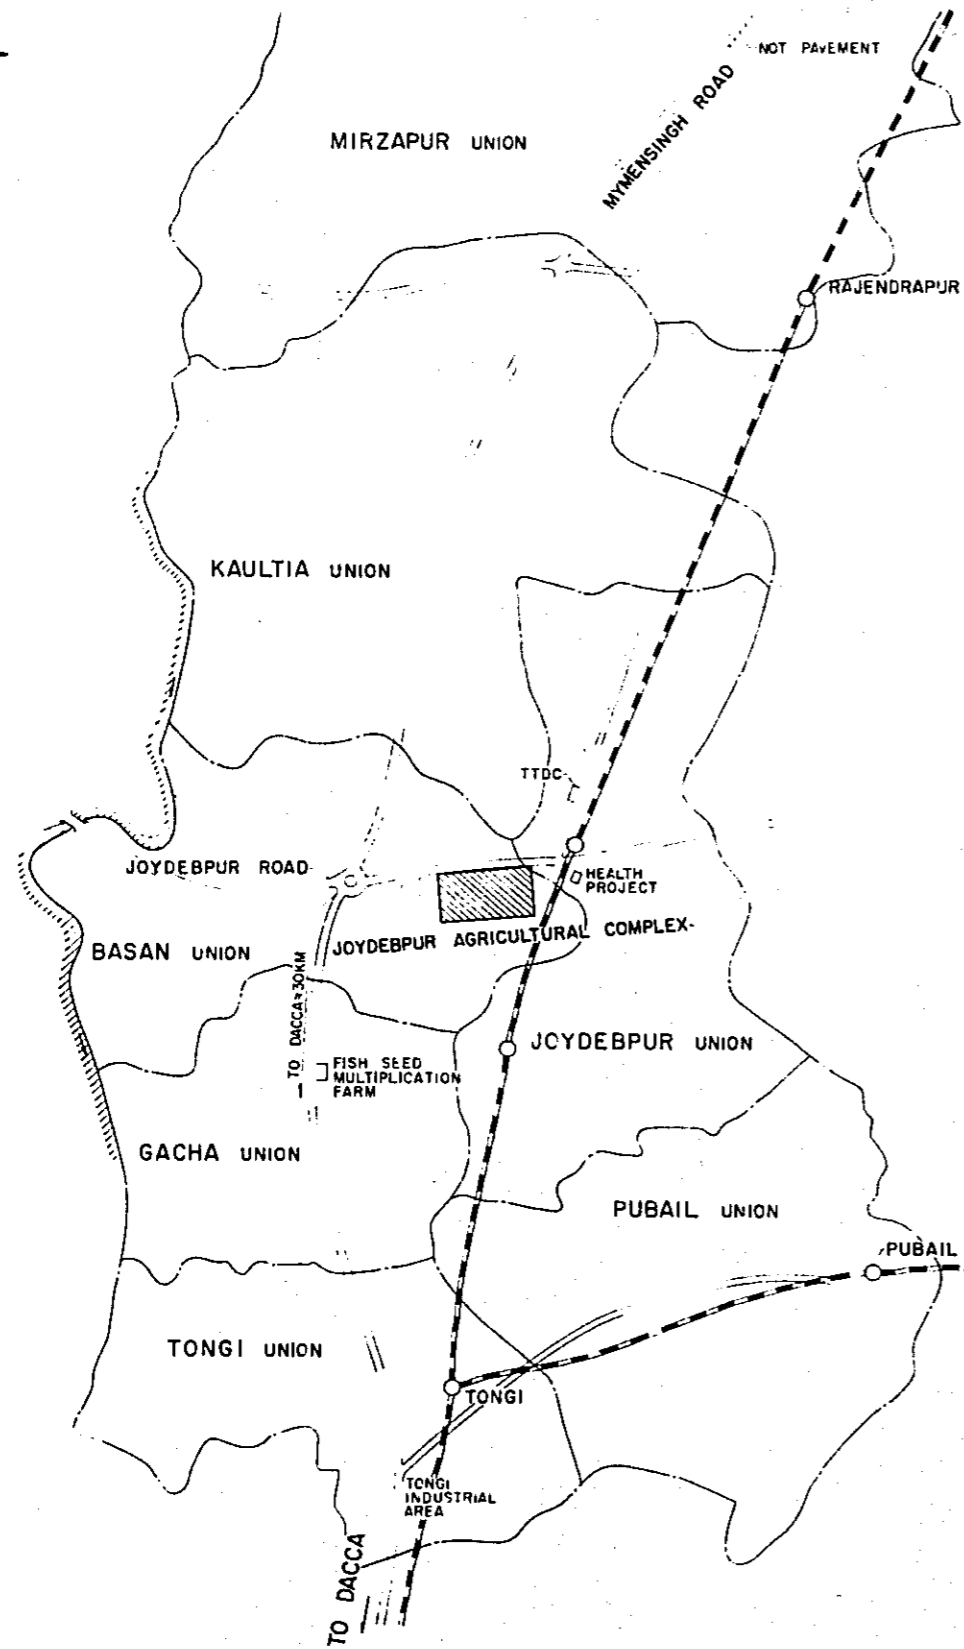 NOT PAVEMENT
MYMENSINGH ROAD
MIRZAPUR UNION
RAJENDRAPUR
KAULTIA UNION
TTDC
JOYDEBPUR ROAD
HEALTH
PROJECT
BASAN UNION
JOYDEBPUR AGRICULTURAL COMPLEX
TO DACCA≈30KM
JOYDEBPUR UNION
FISH SEED
MULTIPLICATION
FARM
GACHA UNION
PUBAIL UNION
PUBAIL
TONGI UNION
TONGI
TONGI
INDUSTRIAL
AREA
TO DACCA